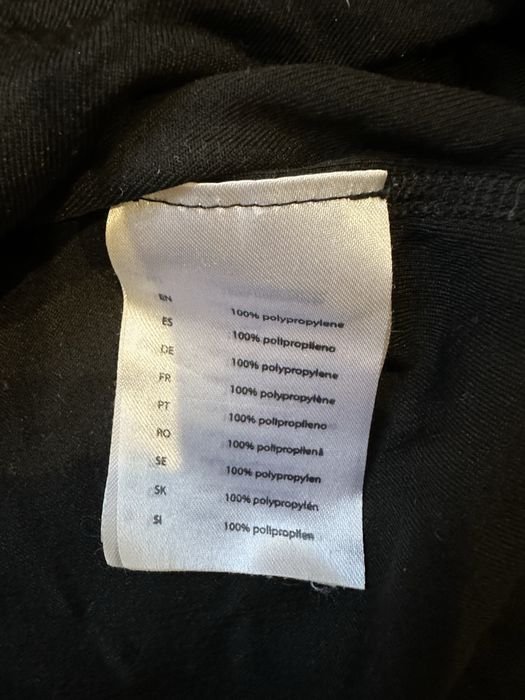 EN 100% polypropylene
ES 100% polipropileno
DE 100% polypropylene
FR 100% polypropylène
PT 100% polipropileno
RO 100% polipropilenă
SE 100% polypropylen
SK 100% polypropylén
SI 100% polipropilen